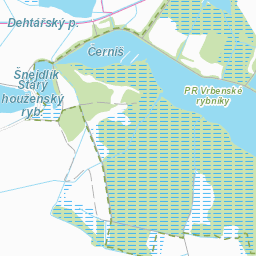 Dehtářský p.
Černiš
Šnejdlík
Starý
houženský
ryb.
PR Vrbenské
rybníky